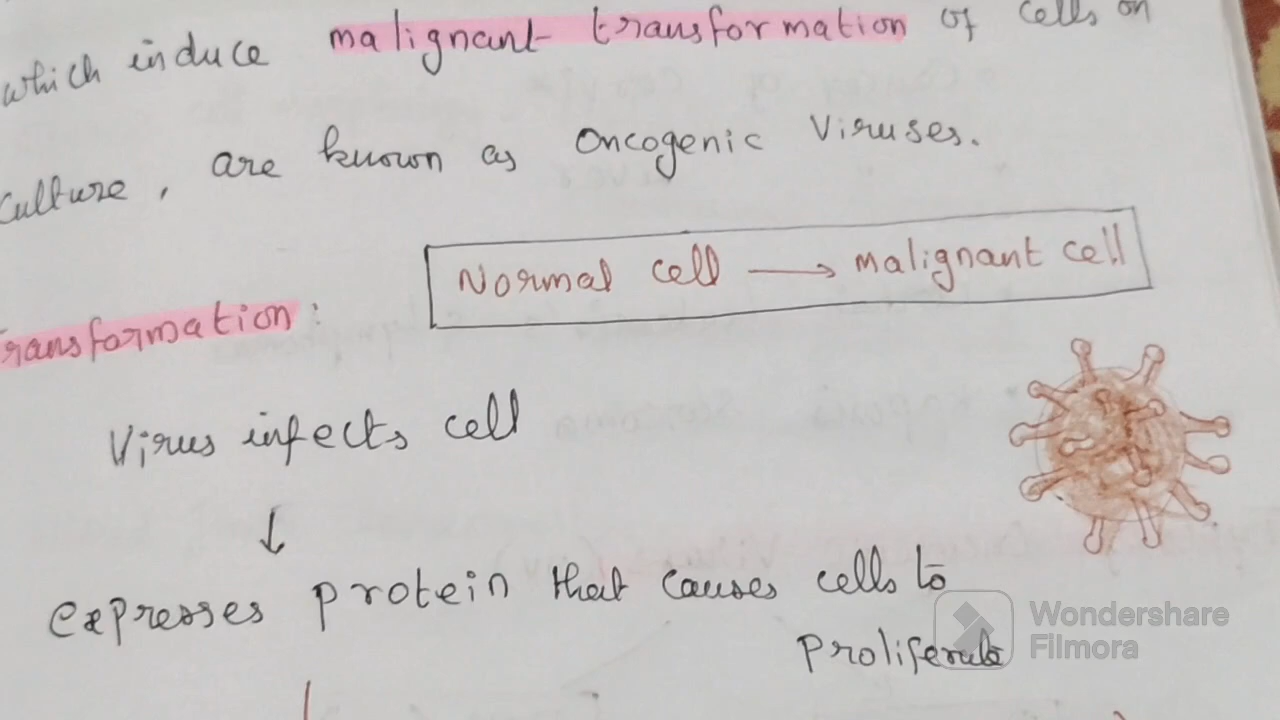 which induce malignant transformation of cells on
culture, are known as Oncogenic Viruses.
Normal cell → malignant cell
ransformation:
Virus infects cell
↓
expresses protein that causes cells to
proliferate
Wondershare
Filmora